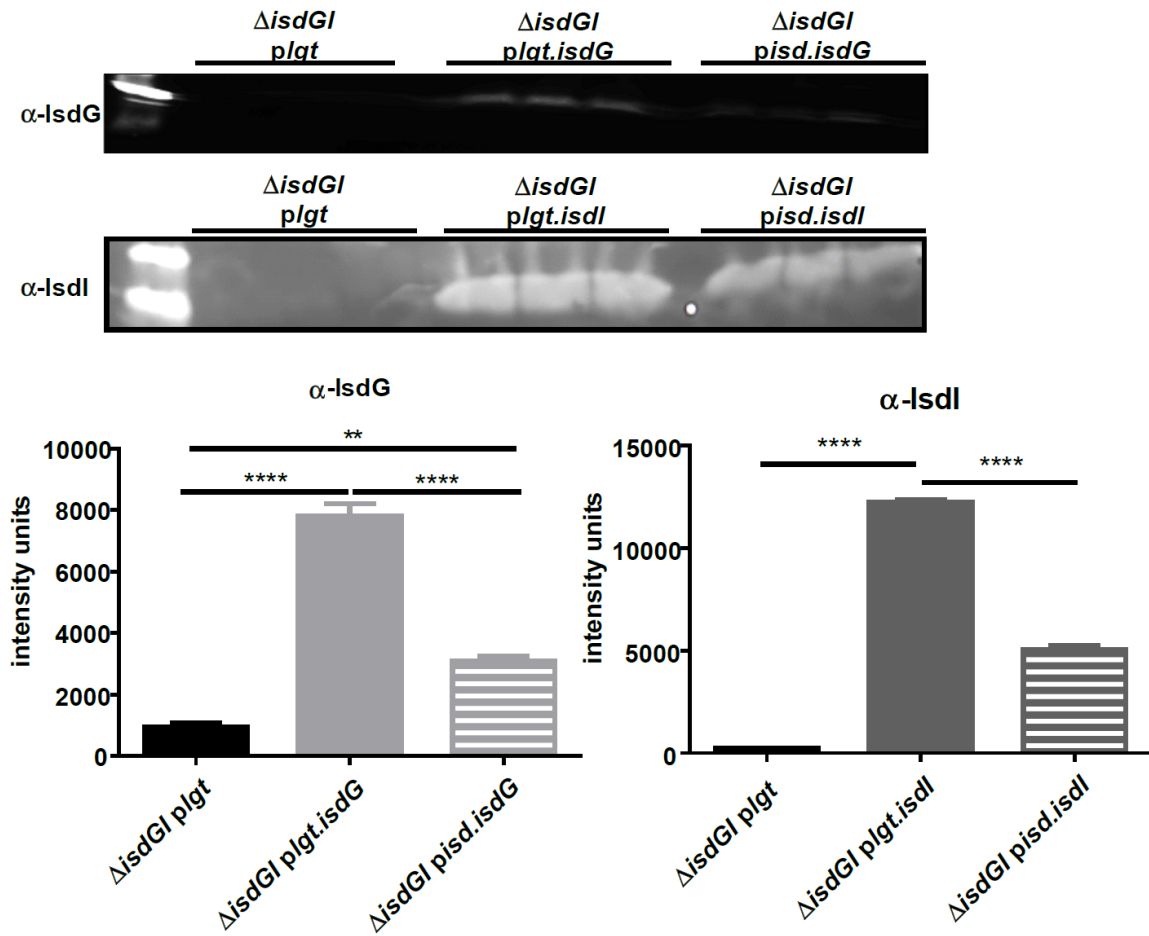 ΔisdGI ΔisdGI ΔisdGI
plgt plgt.isdG pisd.isdG
α-IsdG
ΔisdGI ΔisdGI ΔisdGI
plgt plgt.isdI pisd.isdI
α-IsdI
α-IsdG
intensity units
10000
8000
6000
4000
2000
0
**
**** ****
ΔisdGI plgt
ΔisdGI plgt.isdG
ΔisdGI pisd.isdG
α-IsdI
intensity units
15000
10000
5000
0
**** ****
ΔisdGI plgt
ΔisdGI plgt.isdI
ΔisdGI pisd.isdI